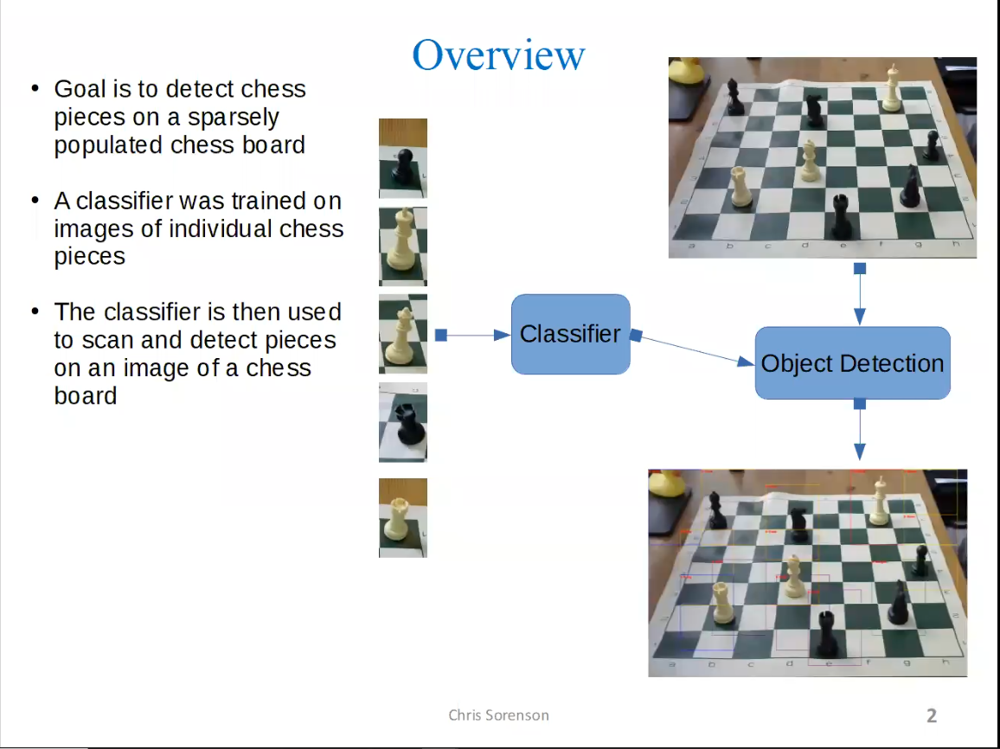 Overview
• Goal is to detect chess
pieces on a sparsely
populated chess board
• A classifier was trained on
images of individual chess
pieces
• The classifier is then used
to scan and detect pieces
on an image of a chess
board
Classifier
Object Detection
a b c d e f g h
a b c d e f g h
Chris Sorenson
2